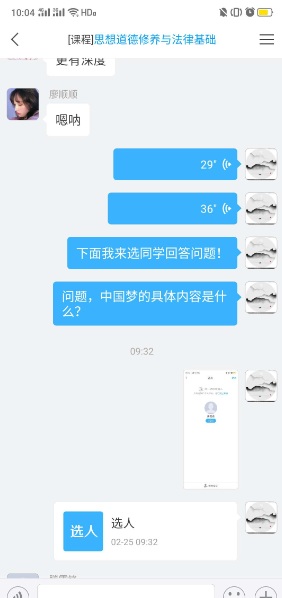 10:04
HD
[课程]思想道德修养与法律基础
更有深度
廖顺顺
嗯呐
29"
36"
下面我来选同学回答问题！
问题，中国梦的具体内容是什
么？
09:32
选人
选人
02-25 09:32